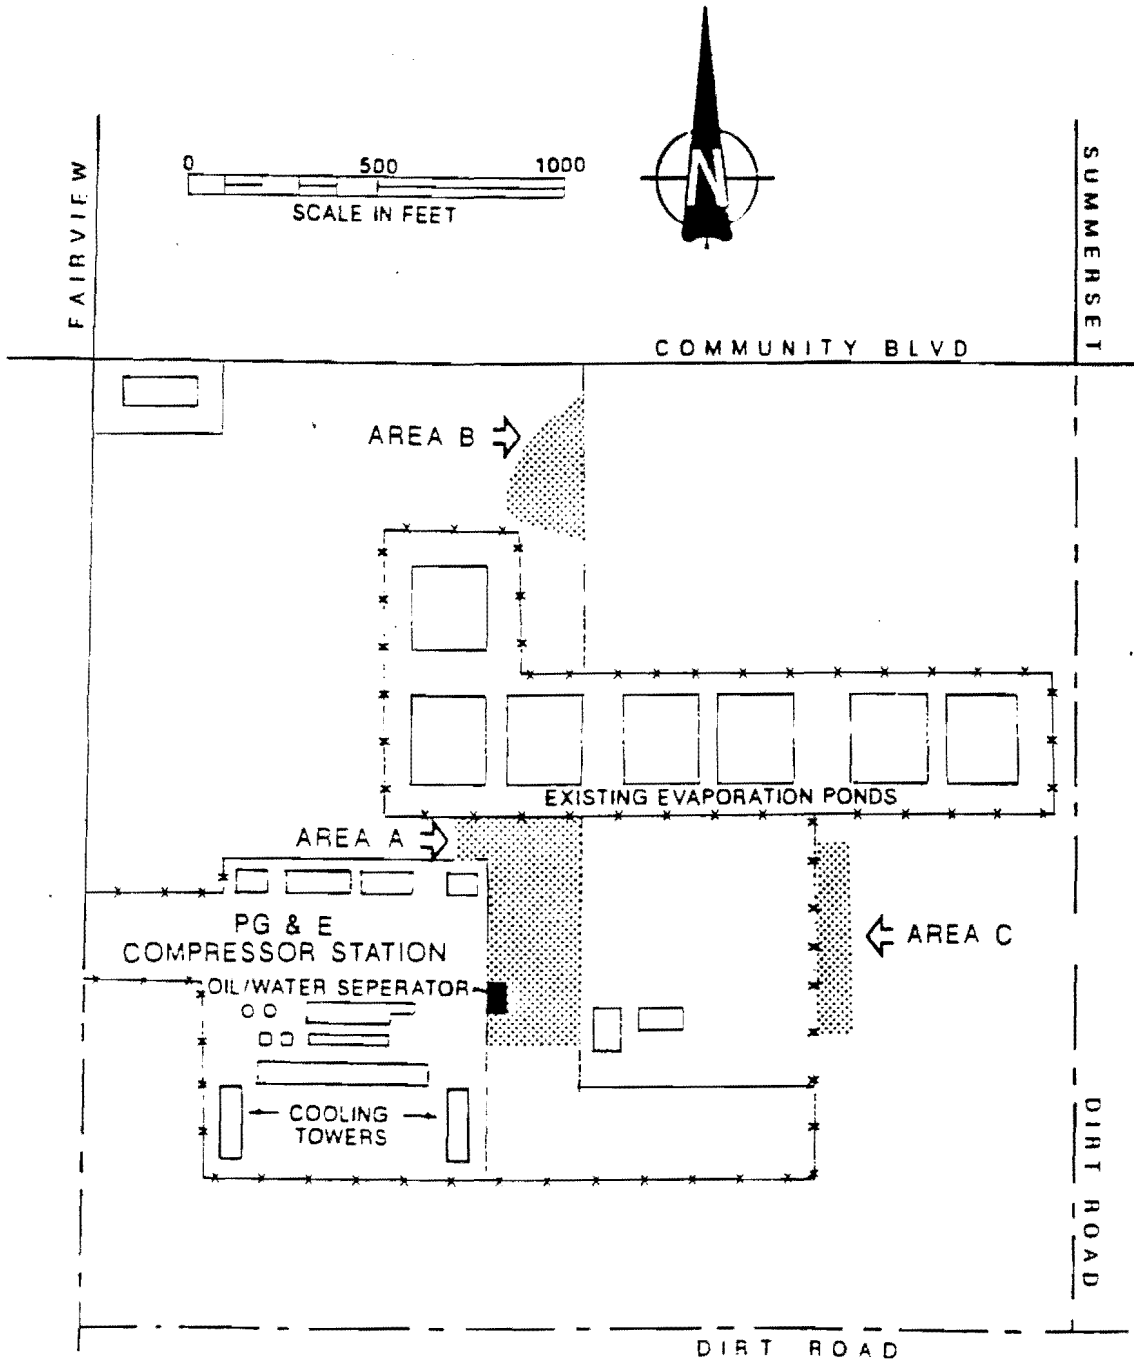 N
0 500 1000
SCALE IN FEET
FAIRVIEW
SUMMERSET
COMMUNITY BLVD
AREA B
EXISTING EVAPORATION PONDS
AREA A
PG & E
COMPRESSOR STATION
AREA C
OIL/WATER SEPERATOR
COOLING
TOWERS
DIRT ROAD
DIRT ROAD